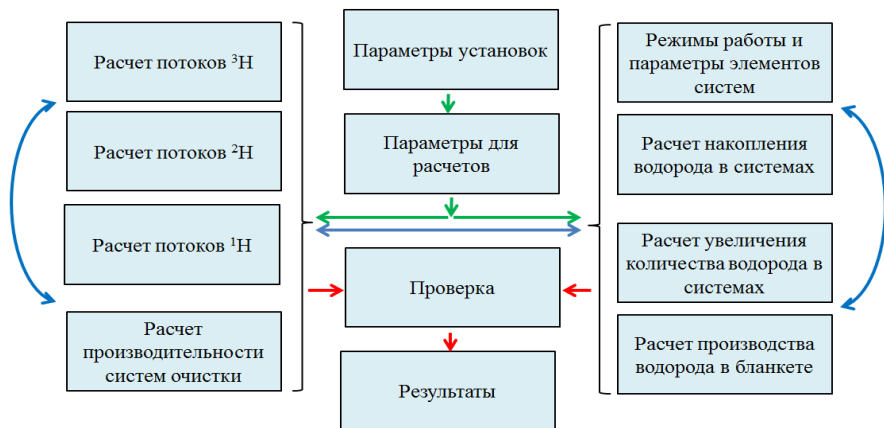 Расчет потоков ³H
Расчет потоков ²H
Расчет потоков ¹H
Расчет
производительности
систем очистки
Параметры установок
Параметры для
расчетов
Проверка
Результаты
Режимы работы и
параметры элементов
систем
Расчет накопления
водорода в системах
Расчет увеличения
количества водорода в
системах
Расчет производства
водорода в бланкете